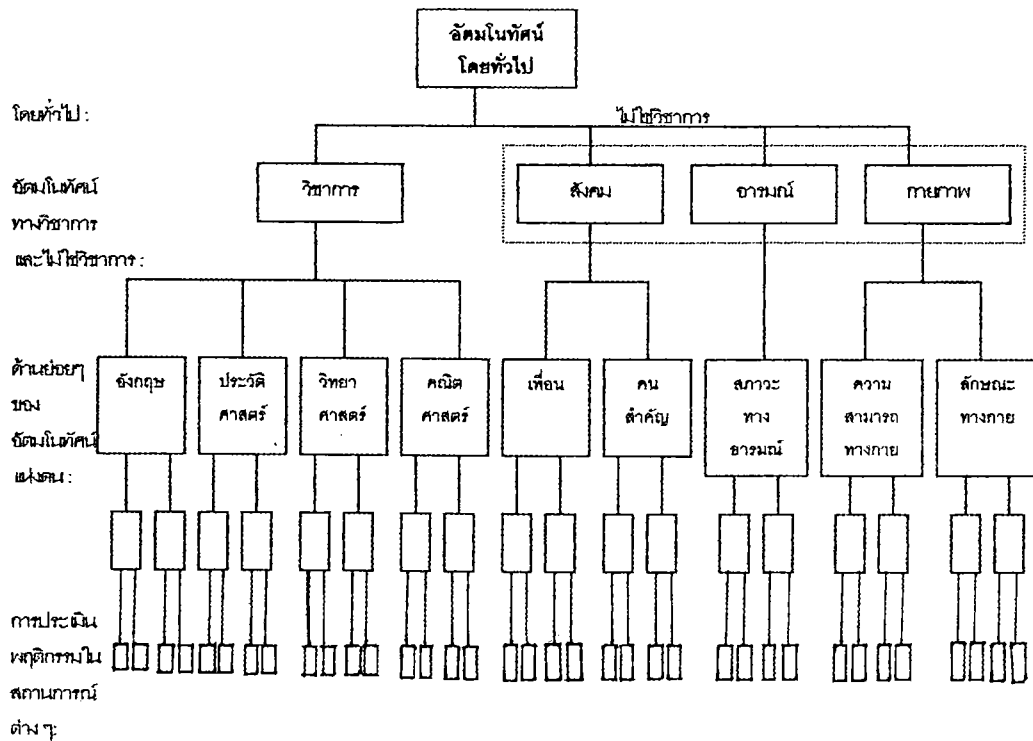 อัตมโนทัศน์
โดยทั่วไป
โดยทั่วไป :
ไม่ใช่วิชาการ
อัตมโนทัศน์
ทางวิชาการ
และไม่ใช่วิชาการ :
วิชาการ
สังคม
อารมณ์
กายภาพ
ด้านย่อยๆ
ของ
อัตมโนทัศน์
แห่งตน :
อังกฤษ
ประวัติ
ศาสตร์
วิทยา
ศาสตร์
คณิต
ศาสตร์
เพื่อน
คน
สำคัญ
สภาวะ
ทาง
อารมณ์
ความ
สามารถ
ทางกาย
ลักษณะ
ทางกาย
การประเมิน
พฤติกรรมใน
สถานการณ์
ต่าง ๆ: